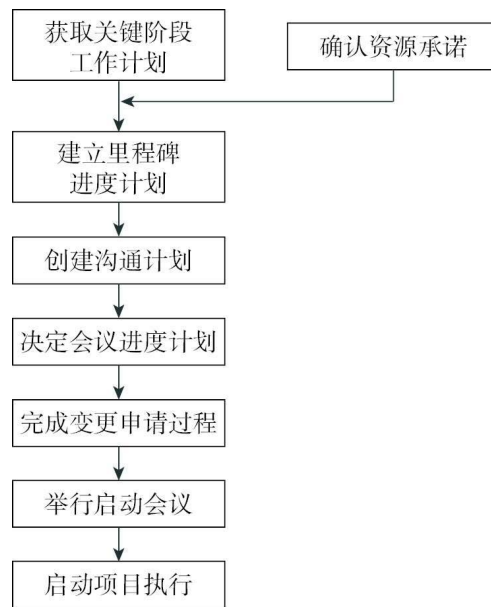 获取关键阶段
工作计划
确认资源承诺
建立里程碑
进度计划
创建沟通计划
决定会议进度计划
完成变更申请过程
举行启动会议
启动项目执行